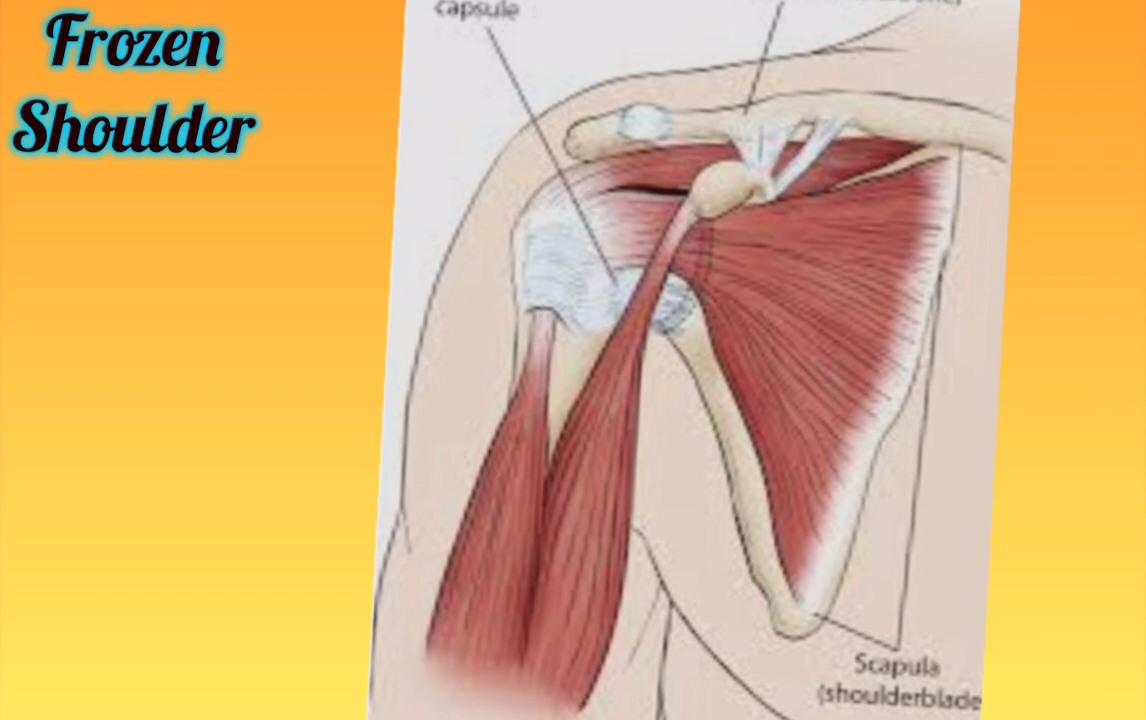 Frozen
Shoulder
capsule
Scapula
(shoulderblade